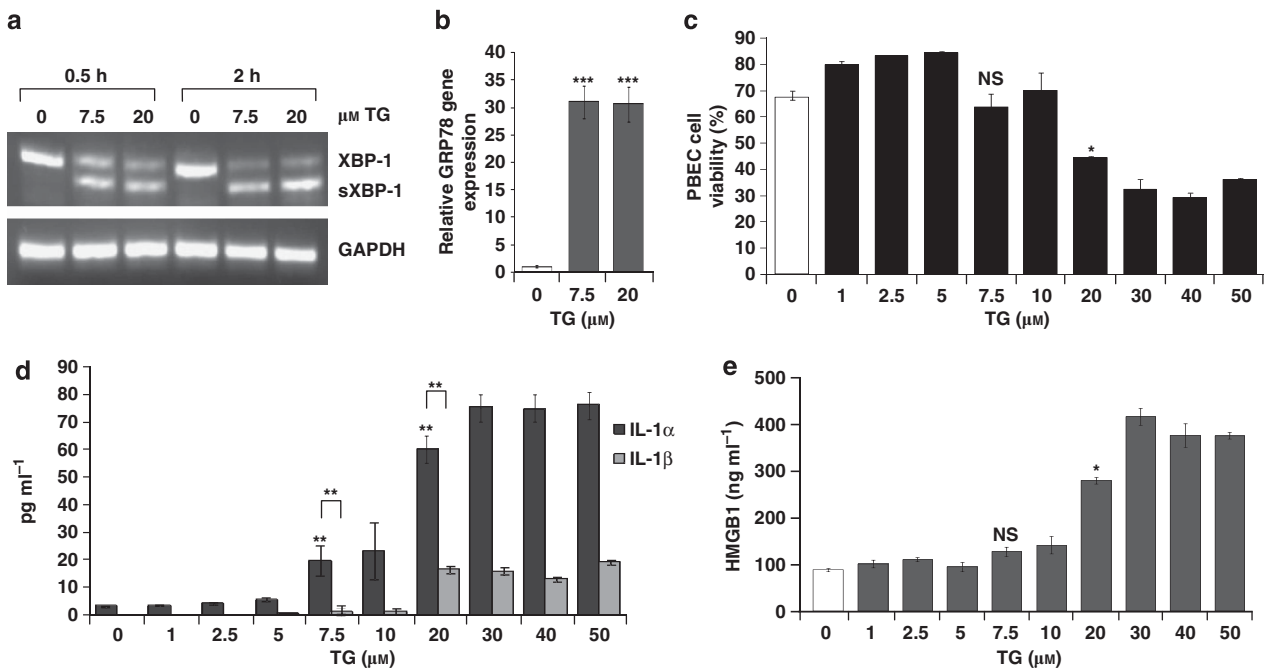 a
0.5 h 2 h
0 7.5 20 0 7.5 20 µM TG
XBP-1
sXBP-1
GAPDH
b
Relative GRP78 gene
expression
40
35
30
25
20
15
10
5
0
*** ***
0 7.5 20
TG (µM)
c
PBEC cell
viability (%)
90
80
70
60
50
40
30
20
10
0
NS
*
0 1 2.5 5 7.5 10 20 30 40 50
TG (µM)
d
pg ml⁻¹
90
80
70
60
50
40
30
20
10
0
**
**
**
**
IL-1α
IL-1β
0 1 2.5 5 7.5 10 20 30 40 50
TG (µM)
e
HMGB1 (ng ml⁻¹)
500
400
300
200
100
0
NS
*
0 1 2.5 5 7.5 10 20 30 40 50
TG (µM)